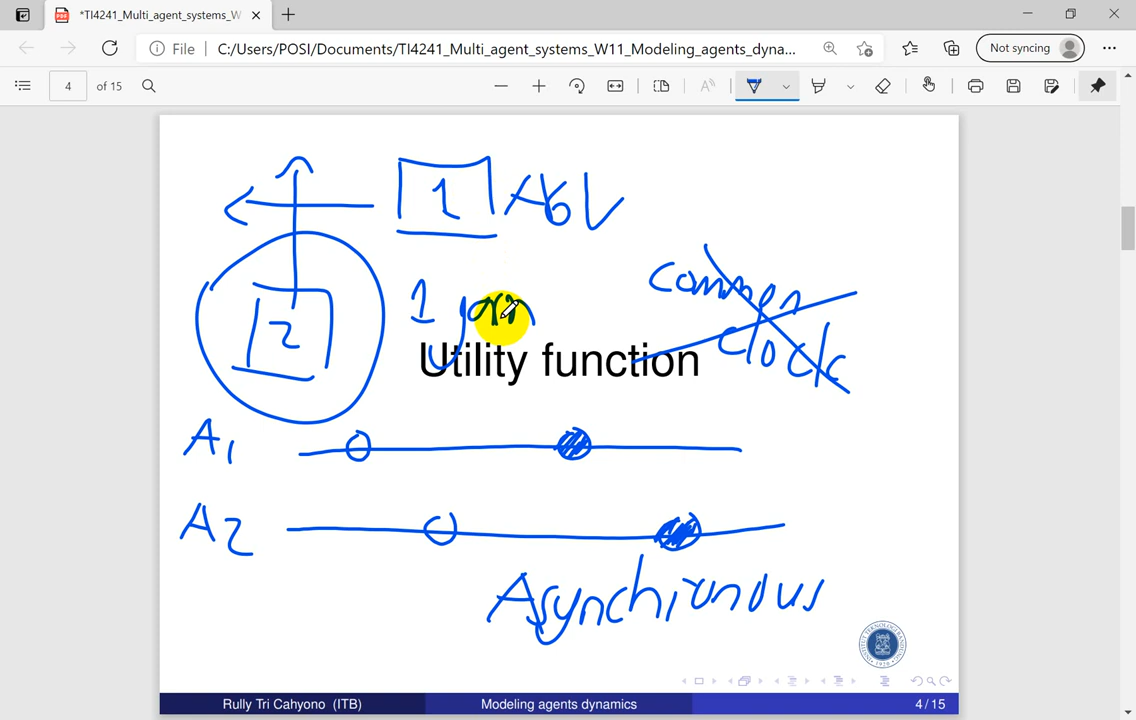 *TI4241_Multi_agent_systems_W
File C:/Users/POSI/Documents/TI4241_Multi_agent_systems_W11_Modeling_agents_dyna...
Not syncing
4 of 15
1
2
1 jam
common
clock
Utility function
A1
A2
Asynchronous
Rully Tri Cahyono (ITB) Modeling agents dynamics 4 / 15